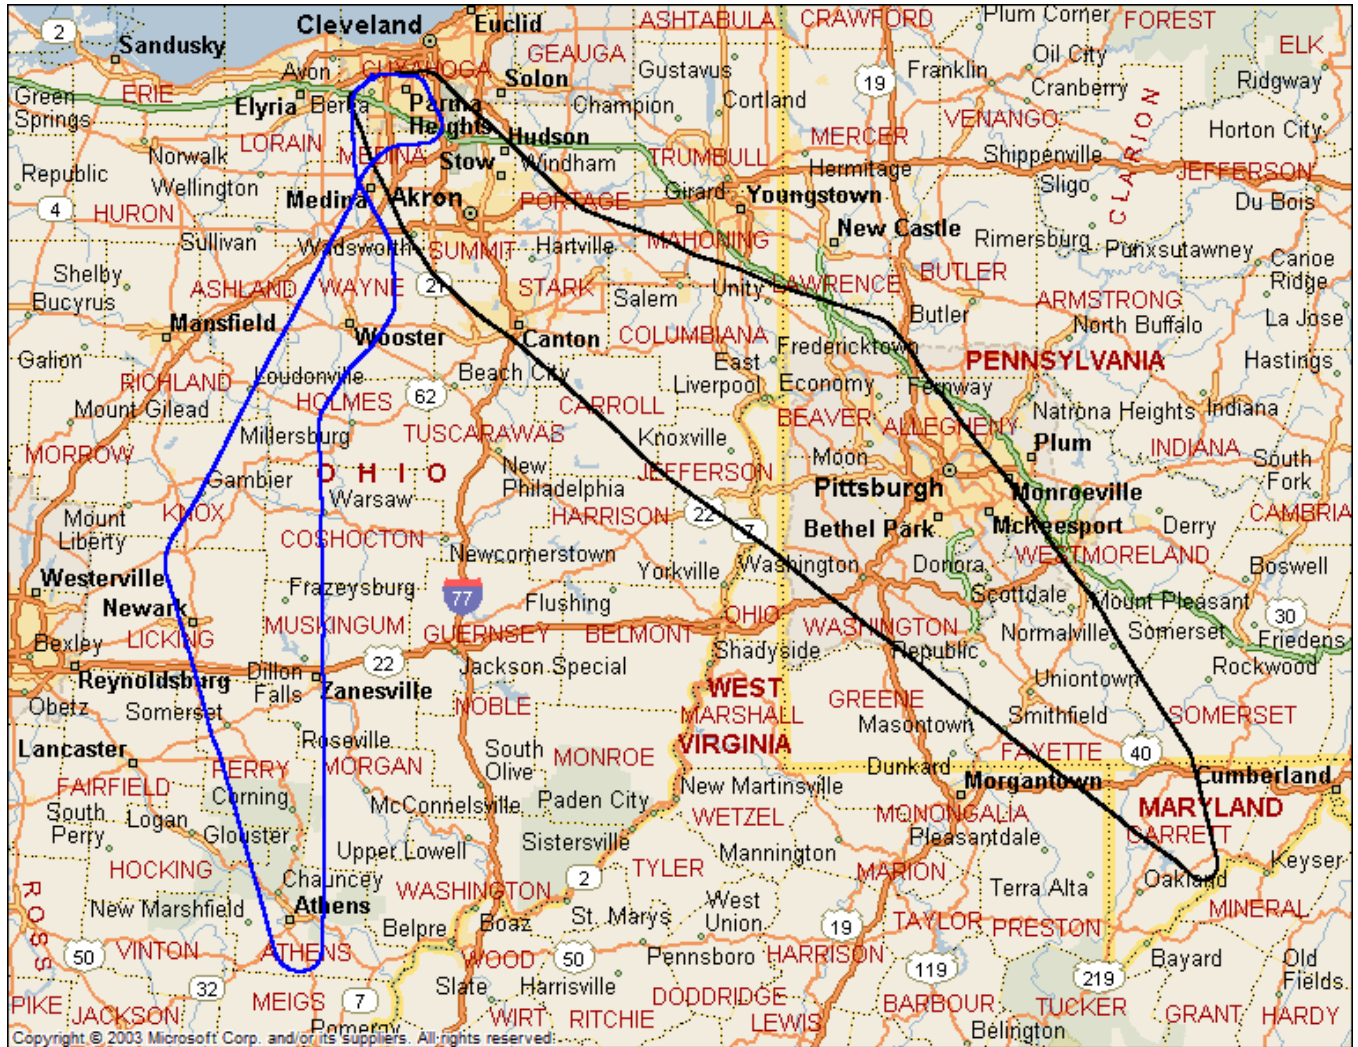 Cleveland
Euclid
ASHTABULA
CRAWFORD
Plum Corner
FOREST
2
Sandusky
GEAUGA
Oil City
ELK
Avon
CUYAHOGA
Solon
Gustavus
19
Franklin
Cranberry
Ridgway
Green
Springs
ERIE
Elyria
Berea
Parma
Heights
Champion
Cortland
VENANGO
CLARION
Horton City
LORAIN
Hudson
MERCER
Norwalk
MEDINA
Stow
Windham
TRUMBULL
Hermitage
Shippenville
JEFFERSON
Republic
Wellington
Medina
Akron
PORTAGE
Girard
Youngstown
Sligo
Du Bois
4
HURON
Sullivan
Wadsworth
SUMMIT
Hartville
MAHONING
New Castle
Rimersburg
Punxsutawney
Canoe
Ridge
Shelby
Bucyrus
ASHLAND
WAYNE
21
STARK
Salem
Unity
LAWRENCE
BUTLER
ARMSTRONG
Mansfield
Wooster
Canton
COLUMBIANA
Butler
North Buffalo
La Jose
Galion
RICHLAND
Loudonville
Beach City
East
Liverpool
Fredericktown
Economy
Fernway
PENNSYLVANIA
Hastings
Mount Gilead
HOLMES
62
CARROLL
BEAVER
ALLEGHENY
Natrona Heights
Indiana
MORROW
Millersburg
TUSCARAWAS
Knoxville
Moon
Plum
INDIANA
South
Fork
Gambier
OHIO
Warsaw
New
Philadelphia
JEFFERSON
Pittsburgh
Monroeville
Mount
Liberty
KNOX
HARRISON
22
7
Bethel Park
McKeesport
Derry
CAMBRIA
COSHOCTON
Newcomerstown
Yorkville
Washington
Donora
WESTMORELAND
Boswell
Westerville
Newark
Frazeysburg
77
Flushing
OHIO
Scottdale
Mount Pleasant
30
Bexley
LICKING
MUSKINGUM
GUERNSEY
BELMONT
WASHINGTON
Normalville
Somerset
Friedens
Reynoldsburg
Dillon
Falls
22
Zanesville
Jackson Special
Shadyside
Republic
Uniontown
Rockwood
Obetz
Somerset
NOBLE
WEST
VIRGINIA
MARSHALL
GREENE
Masontown
Smithfield
SOMERSET
Lancaster
Roseville
South
Olive
MONROE
FAYETTE
40
FAIRFIELD
PERRY
MORGAN
New Martinsville
Dunkard
Morgantown
Cumberland
South
Perry
Logan
Corning
Glouster
McConnelsville
Paden City
WETZEL
MONONGALIA
Pleasantdale
MARYLAND
GARRETT
HOCKING
Upper Lowell
Sistersville
Mannington
Keyser
Chauncey
WASHINGTON
2
TYLER
MARION
Terra Alta
Oakland
ROSS
New Marshfield
Athens
Belpre
Boaz
St. Marys
West
Union
TAYLOR
PRESTON
MINERAL
50
VINTON
ATHENS
WOOD
50
Pennsboro
19
HARRISON
119
219
Bayard
Old
Fields
32
PIKE
JACKSON
MEIGS
7
Pomeroy
Slate
Harrisville
WIRT
RITCHIE
DODDRIDGE
LEWIS
BARBOUR
Belington
TUCKER
GRANT
HARDY
Copyright © 2003 Microsoft Corp. and/or its suppliers. All rights reserved.